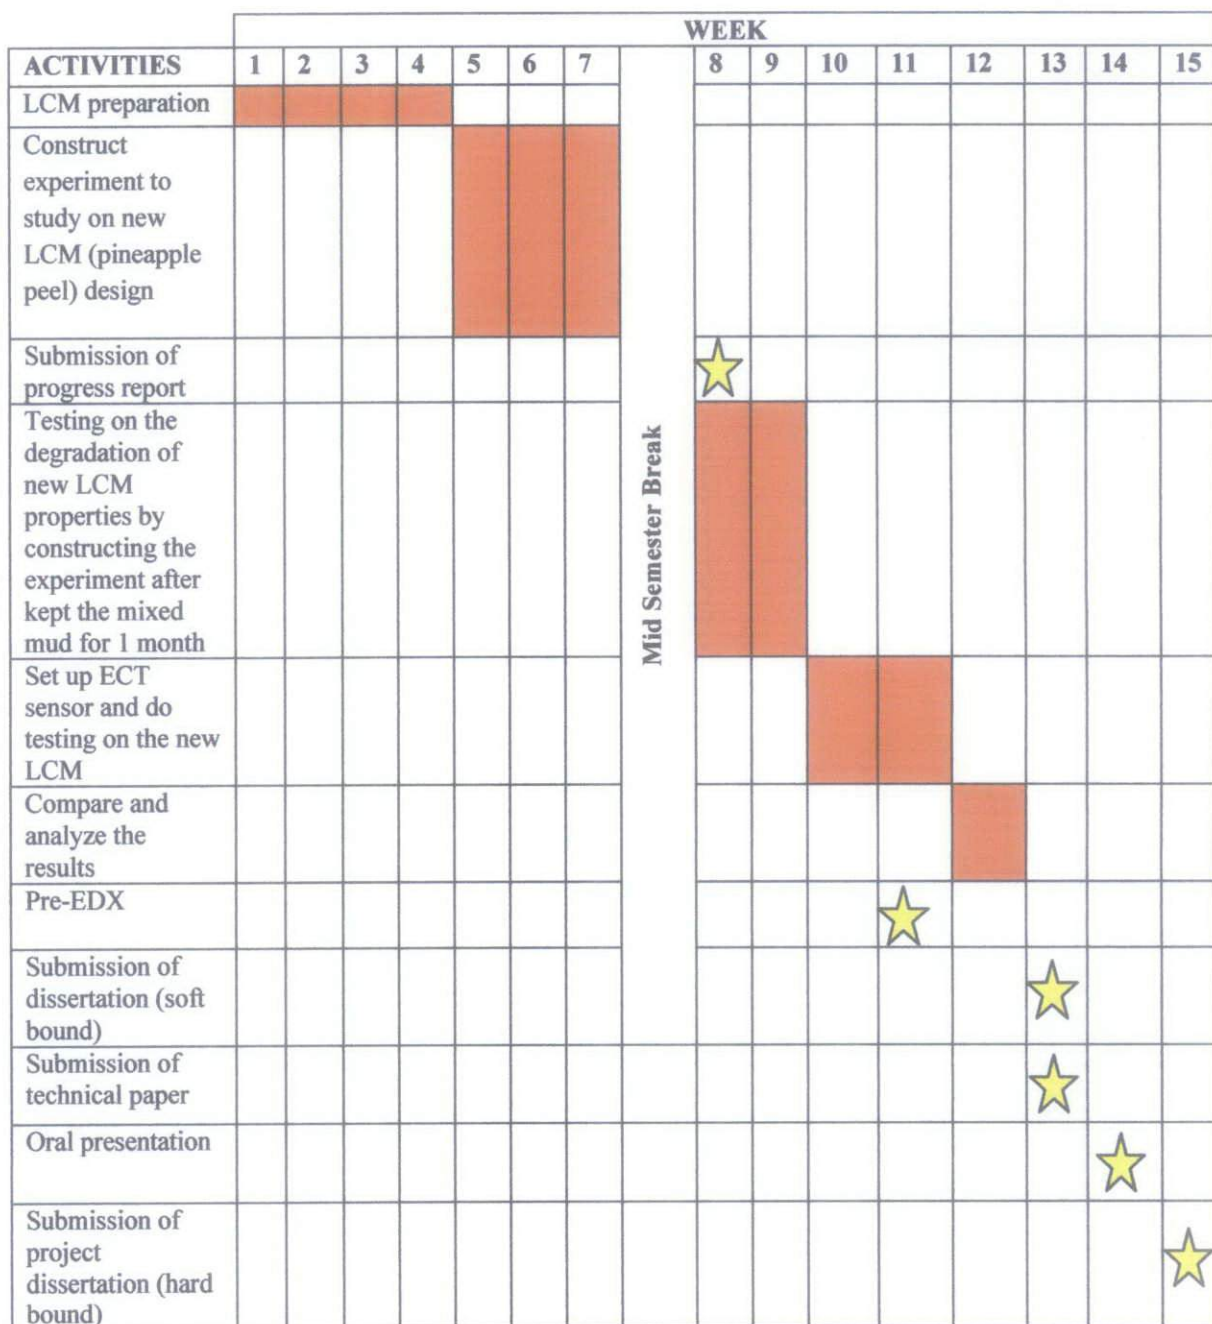 WEEK
ACTIVITIES 1 2 3 4 5 6 7 8 9 10 11 12 13 14 15
LCM preparation
Construct
experiment to
study on new
LCM (pineapple
peel) design
Submission of
progress report
Testing on the
degradation of
new LCM
properties by
constructing the
experiment after
kept the mixed
mud for 1 month
Mid Semester Break
Set up ECT
sensor and do
testing on the new
LCM
Compare and
analyze the
results
Pre-EDX
Submission of
dissertation (soft
bound)
Submission of
technical paper
Oral presentation
Submission of
project
dissertation (hard
bound)